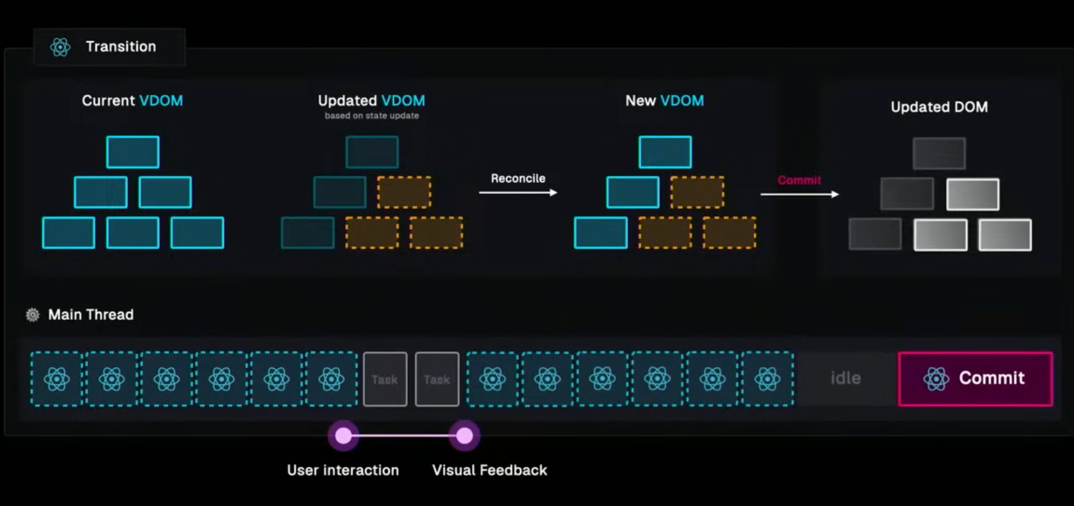 Transition
Current VDOM
Updated VDOM
based on state update
Reconcile
New VDOM
Commit
Updated DOM
Main Thread
Task
Task
idle
Commit
User interaction
Visual Feedback